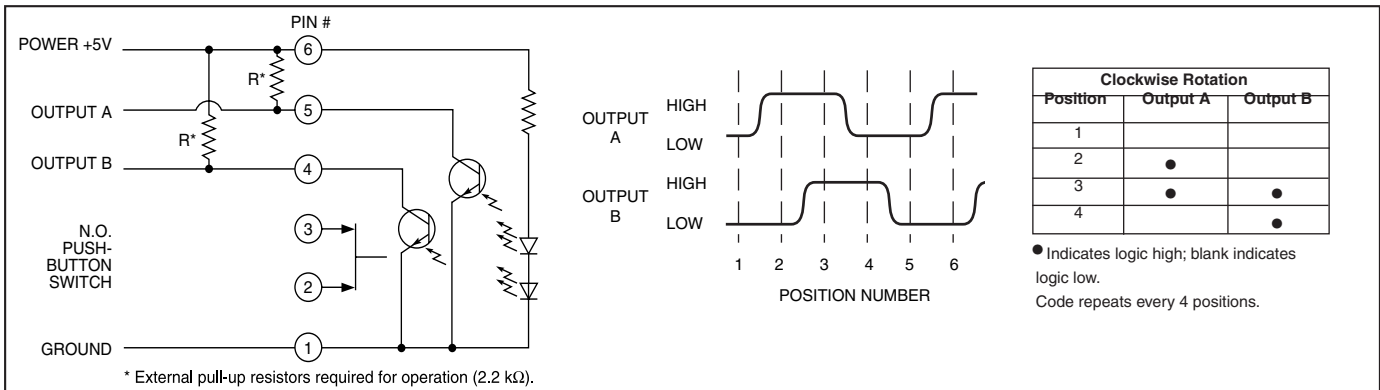 PIN #
POWER +5V
6
R*
OUTPUT A
5
R*
OUTPUT B
4
N.O.
PUSH-
BUTTON
SWITCH
3
2
GROUND
1
* External pull-up resistors required for operation (2.2 kΩ).
OUTPUT
A
HIGH
LOW
OUTPUT
B
HIGH
LOW
1 2 3 4 5 6
POSITION NUMBER
Clockwise Rotation
Position Output A Output B
1
2 ●
3 ● ●
4 ●
● Indicates logic high; blank indicates
logic low.
Code repeats every 4 positions.